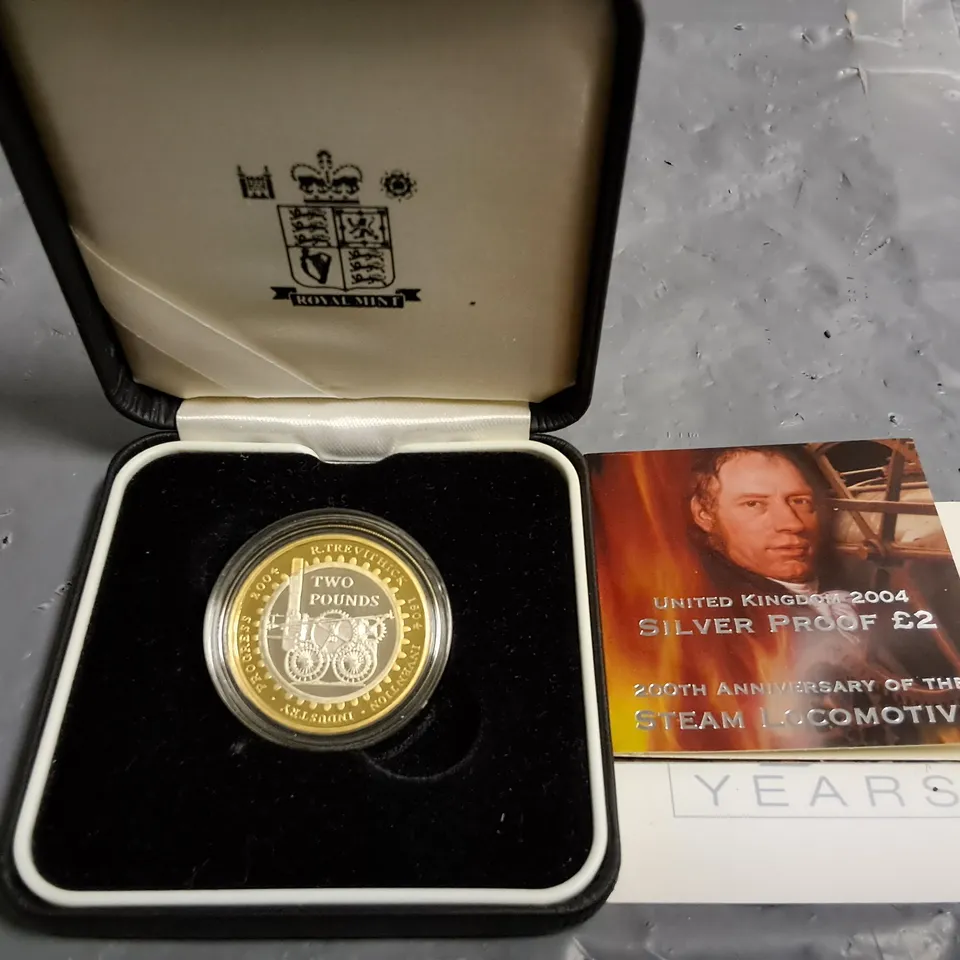 ROYAL MINT
R.TREVITHICK 1804 INVENTION · INDUSTRY PROGRESS 2004
TWO
POUNDS
UNITED KINGDOM 2004
SILVER PROOF £2
200TH ANNIVERSARY OF THE
STEAM LOCOMOTIV
YEARS